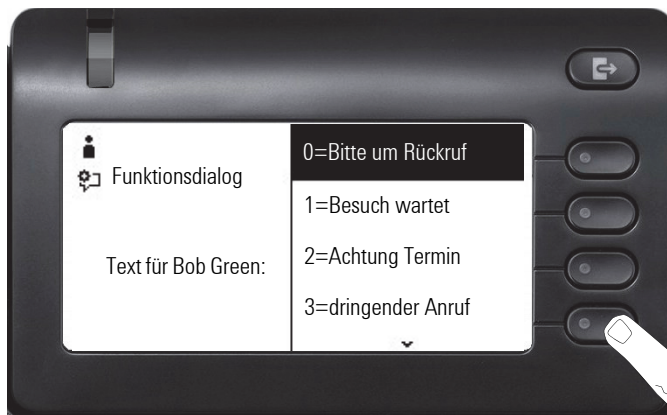 Funktionsdialog
Text für Bob Green:
0=Bitte um Rückruf
1=Besuch wartet
2=Achtung Termin
3=dringender Anruf